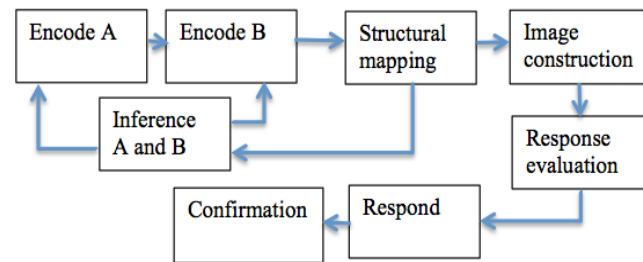 Encode A
Encode B
Structural
mapping
Image
construction
Inference
A and B
Response
evaluation
Confirmation
Respond